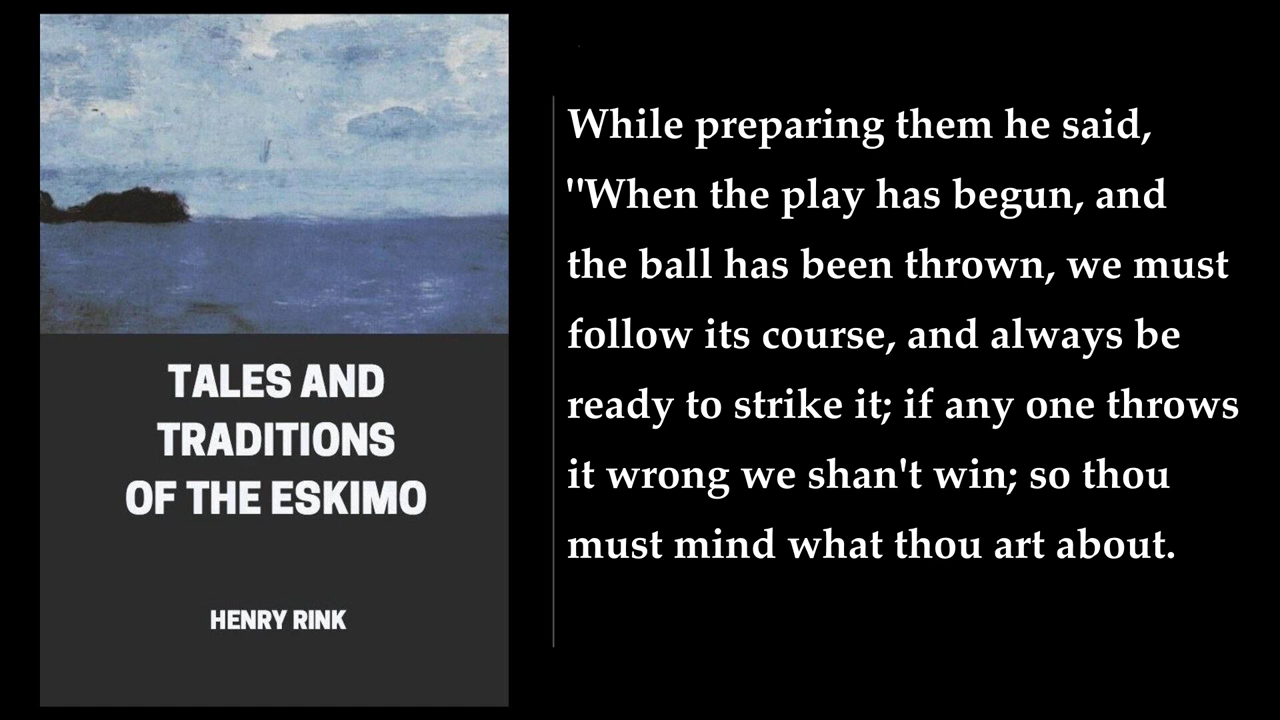 TALES AND
TRADITIONS
OF THE ESKIMO
HENRY RINK
While preparing them he said,
"When the play has begun, and
the ball has been thrown, we must
follow its course, and always be
ready to strike it; if any one throws
it wrong we shan't win; so thou
must mind what thou art about.